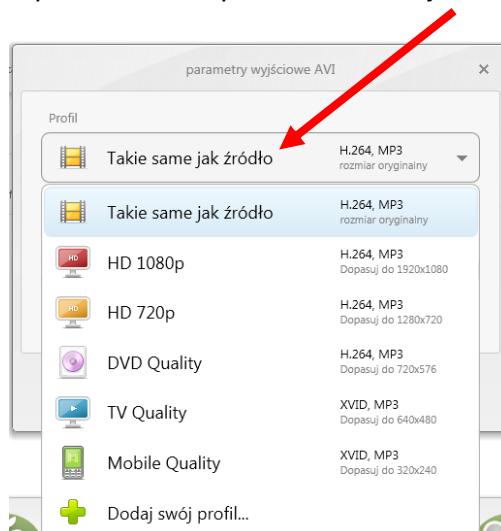 parametry wyjściowe AVI
Profil
Takie same jak źródło
H.264, MP3
rozmiar oryginalny
Takie same jak źródło
H.264, MP3
rozmiar oryginalny
HD
HD 1080p
H.264, MP3
Dopasuj do 1920x1080
HD
HD 720p
H.264, MP3
Dopasuj do 1280x720
DVD Quality
H.264, MP3
Dopasuj do 720x576
TV Quality
XVID, MP3
Dopasuj do 640x480
Mobile Quality
XVID, MP3
Dopasuj do 320x240
Dodaj swój profil...